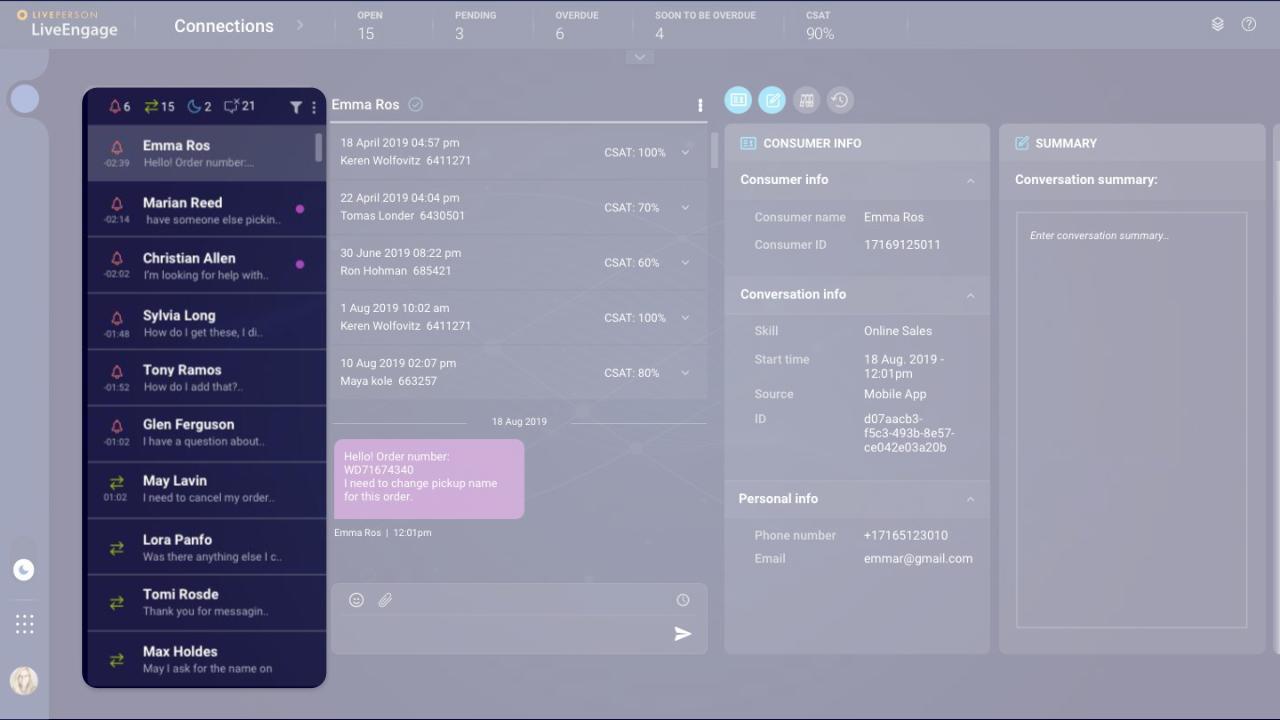 LIVEPERSON
LiveEngage
Connections
OPEN
15
PENDING
3
OVERDUE
6
SOON TO BE OVERDUE
4
CSAT
90%
6 15 2 21
Emma Ros
-02:39
Hello! Order number:...
Marian Reed
-02:14
have someone else pickin..
Christian Allen
-02:02
I'm looking for help with..
Sylvia Long
-01:48
How do I get these, I di..
Tony Ramos
-01:52
How do I add that?..
Glen Ferguson
-01:02
I have a question about..
May Lavin
01:02
I need to cancel my order..
Lora Panfo
Was there anything else I c..
Tomi Rosde
Thank you for messagin..
Max Holdes
May I ask for the name on
Emma Ros
18 April 2019 04:57 pm
Keren Wolfovitz 6411271
CSAT: 100%
22 April 2019 04:04 pm
Tomas Londer 6430501
CSAT: 70%
30 June 2019 08:22 pm
Ron Hohman 685421
CSAT: 60%
1 Aug 2019 10:02 am
Keren Wolfovitz 6411271
CSAT: 100%
10 Aug 2019 02:07 pm
Maya kole 663257
CSAT: 80%
18 Aug 2019
Hello! Order number:
WD71674340
I need to change pickup name
for this order.
Emma Ros | 12:01pm
CONSUMER INFO
Consumer info
Consumer name Emma Ros
Consumer ID 17169125011
Conversation info
Skill Online Sales
Start time 18 Aug. 2019 -
12:01pm
Source Mobile App
ID d07aacb3-
f5c3-493b-8e57-
ce042e03a20b
Personal info
Phone number +17165123010
Email emmar@gmail.com
SUMMARY
Conversation summary:
Enter conversation summary...